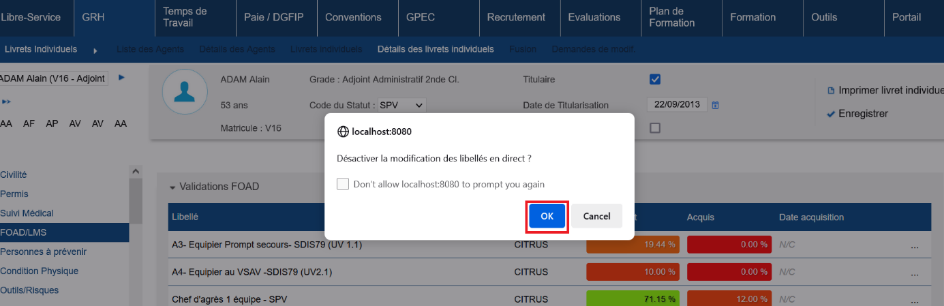 Libre-Service GRH Temps de Travail Paie / DGFIP Conventions GPEC Recrutement Evaluations Plan de Formation Formation Outils Portail
Livrets Individuels Liste des Agents Détails des Agents Livrets Individuels Détails des livrets individuels Fusion Demandes de modif
ADAM Alain (V16 - Adjoint
AA AF AP AV AV AA
ADAM Alain Grade : Adjoint Administratif 2nde Cl. Titulaire
53 ans Code du Statut : SPV Date de Titularisation 22/09/2013
Matricule : V16
Imprimer livret individue
Enregistrer
localhost:8080
Désactiver la modification des libellés en direct ?
Don't allow localhost:8080 to prompt you again
OK Cancel
Civilité
Permis
Suivi Médical
FOAD/LMS
Personnes à prévenir
Condition Physique
Outils/Risques
Validations FOAD
Libellé Acquis Date acquisition
A3- Equipier Prompt secours- SDIS79 (UV 1.1) CITRUS 19.44 % 0.00 % N/C ...
A4- Equipier au VSAV -SDIS79 (UV2.1) CITRUS 10.00 % 0.00 % N/C ...
Chef d'agrès 1 équipe - SPV CITRUS 71.15 % 12.00 % N/C ...